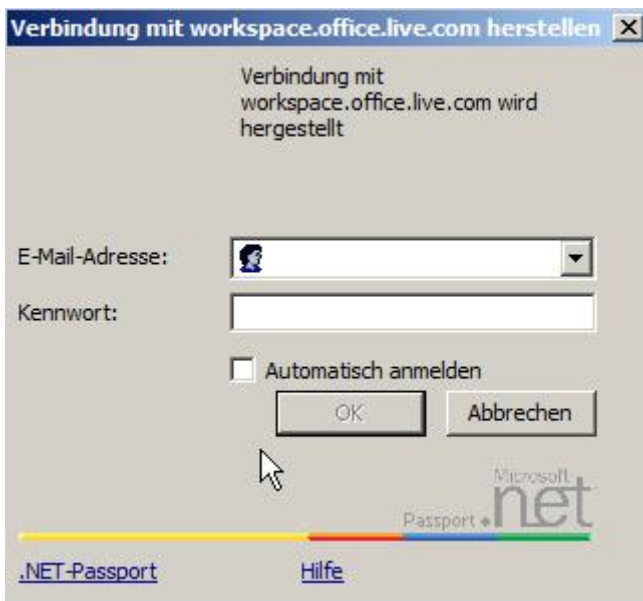 Verbindung mit workspace.office.live.com herstellen
Verbindung mit
workspace.office.live.com wird
hergestellt
E-Mail-Adresse:
Kennwort:
Automatisch anmelden
OK
Abbrechen
Microsoft
Passport .net
.NET-Passport
Hilfe